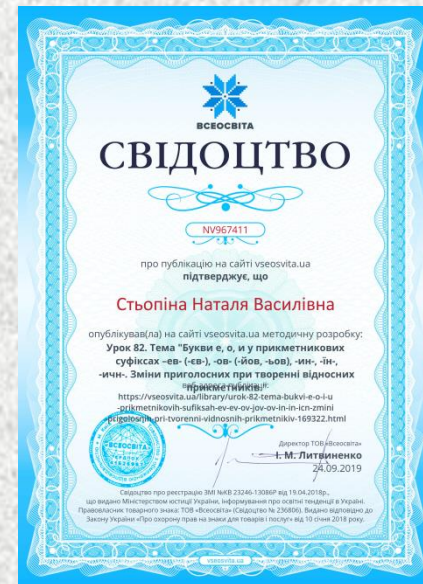 ВСЕОСВІТА
СВІДОЦТВО
NV967411
про публікацію на сайті vseosvita.ua
підтверджує, що
Стьопіна Наталя Василівна
опублікував(ла) на сайті vseosvita.ua методичну розробку:
Урок 82. Тема "Букви е, о, и у прикметникових
суфіксах –ев- (-єв-), -ов- (-йов, -ьов), -ин-, -їн-,
-ичн-. Зміни приголосних при творенні відносних
прикметників."
веб-адреса публікації:
https://vseosvita.ua/library/urok-82-tema-bukvi-e-o-i-u
-prikmetnikovih-sufiksah-ev-ev-ov-jov-ov-in-in-icn-zmini
-prigolosnih-pri-tvorenni-vidnosnih-prikmetnikiv-169322.html
Директор ТОВ «Всеосвіта»
І. М. Литвиненко
24.09.2019
ВСЕОСВІТА
Свідоцтво про реєстрацію ЗМІ №КВ 23246-13086Р від 19.04.2018р.,
що видано Міністерством юстиції України. Інформування про освітні тенденції в Україні.
Правовласник товарного знака: ТОВ «Всеосвіта» (Свідоцтво № 236806). Видано відповідно до
Закону України «Про охорону прав на знаки для товарів і послуг» від 10 січня 2018 року.
vseosvita.ua